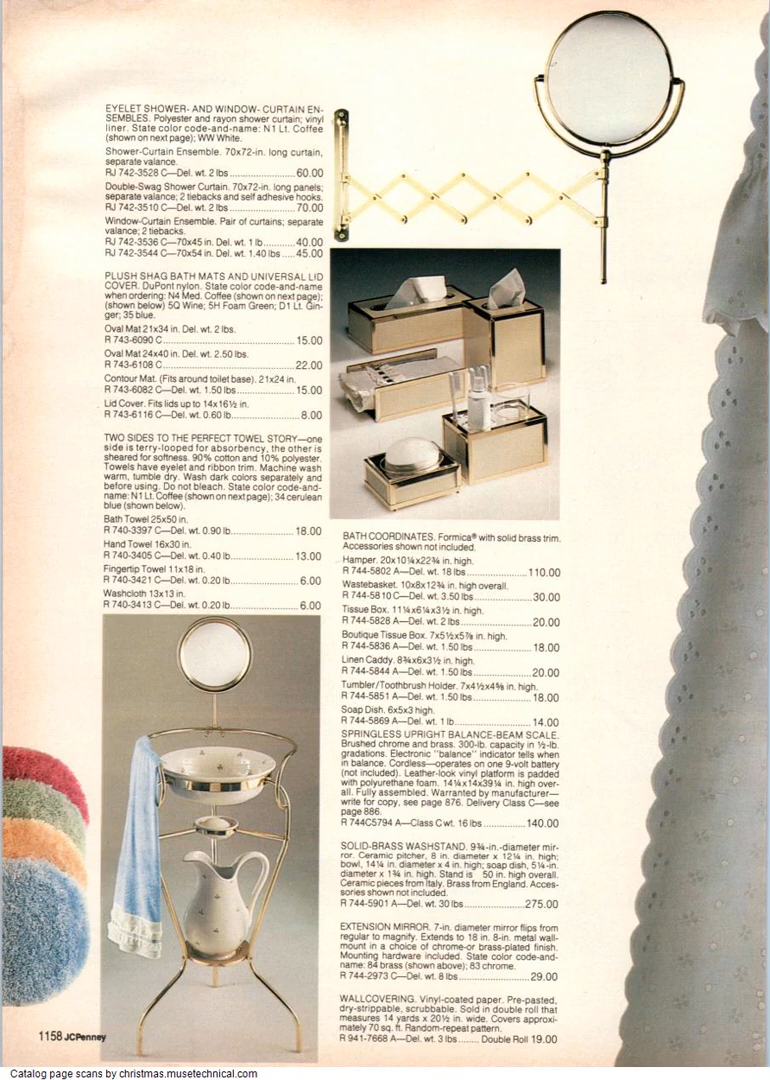 EYELET SHOWER- AND WINDOW- CURTAIN EN-
SEMBLES. Polyester and rayon shower curtain; vinyl
liner. State color code-and-name: N1 Lt. Coffee
(shown on next page); WW White.
Shower-Curtain Ensemble. 70x72-in. long curtain,
separate valance.
RJ 742-3528 C—Del. wt. 2 lbs .................... 60.00
Double-Swag Shower Curtain. 70x72-in. long panels;
separate valance; 2 tiebacks and self adhesive hooks.
RJ 742-3510 C—Del. wt. 2 lbs .................... 70.00
Window-Curtain Ensemble. Pair of curtains; separate
valance; 2 tiebacks.
RJ 742-3536 C—70x45 in. Del. wt. 1 lb........... 40.00
RJ 742-3544 C—70x54 in. Del. wt. 1.40 lbs..... 45.00
PLUSH SHAG BATH MATS AND UNIVERSAL LID
COVER. DuPont nylon. State color code-and-name
when ordering: N4 Med. Coffee (shown on next page);
(shown below) 5Q Wine; 5H Foam Green; D1 Lt. Gin-
ger; 35 blue.
Oval Mat 21x34 in. Del. wt. 2 lbs.
R 743-6090 C............................................. 15.00
Oval Mat 24x40 in. Del. wt. 2.50 lbs.
R 743-6108 C............................................. 22.00
Contour Mat. (Fits around toilet base). 21x24 in.
R 743-6082 C—Del. wt. 1.50 lbs.................. 15.00
Lid Cover. Fits lids up to 14x16½ in.
R 743-6116 C—Del. wt. 0.60 lb..................... 8.00
TWO SIDES TO THE PERFECT TOWEL STORY—one
side is terry-looped for absorbency, the other is
sheared for softness. 90% cotton and 10% polyester.
Towels have eyelet and ribbon trim. Machine wash
warm, tumble dry. Wash dark colors separately and
before using. Do not bleach. State color code-and-
name: N1 Lt. Coffee (shown on next page); 34 cerulean
blue (shown below).
Bath Towel 25x50 in.
R 740-3397 C—Del. wt. 0.90 lb.................... 18.00
Hand Towel 16x30 in.
R 740-3405 C—Del. wt. 0.40 lb.................... 13.00
Fingertip Towel 11x18 in.
R 740-3421 C—Del. wt. 0.20 lb..................... 6.00
Washcloth 13x13 in.
R 740-3413 C—Del. wt. 0.20 lb..................... 6.00
BATH COORDINATES. Formica® with solid brass trim.
Accessories shown not included.
Hamper. 20x10¼x22¾ in. high.
R 744-5802 A—Del. wt. 18 lbs.................... 110.00
Wastebasket. 10x8x12¾ in. high overall.
R 744-5810 C—Del. wt. 3.50 lbs................... 30.00
Tissue Box. 11¼x6¼x3½ in. high.
R 744-5828 A—Del. wt. 2 lbs....................... 20.00
Boutique Tissue Box. 7x5½x5⅞ in. high.
R 744-5836 A—Del. wt. 1.50 lbs................... 18.00
Linen Caddy. 8¾x6x3½ in. high.
R 744-5844 A—Del. wt. 1.50 lbs................... 20.00
Tumbler/Toothbrush Holder. 7x4½x4⅝ in. high.
R 744-5851 A—Del. wt. 1.50 lbs................... 18.00
Soap Dish. 6x5x3 high.
R 744-5869 A—Del. wt. 1 lb........................ 14.00
SPRINGLESS UPRIGHT BALANCE-BEAM SCALE.
Brushed chrome and brass. 300-lb. capacity in ½-lb.
gradations. Electronic "balance" indicator tells when
in balance. Cordless—operates on one 9-volt battery
(not included). Leather-look vinyl platform is padded
with polyurethane foam. 14¼x14x39¼ in. high over-
all. Fully assembled. Warranted by manufacturer—
write for copy, see page 876. Delivery Class C—see
page 886.
R 744C5794 A—Class C wt. 16 lbs .............. 140.00
SOLID-BRASS WASHSTAND. 9¾-in.-diameter mir-
ror. Ceramic pitcher, 8 in. diameter x 12¼ in. high;
bowl, 14¼ in. diameter x 4 in. high; soap dish, 5¼-in.
diameter x 1¾ in. high. Stand is 50 in. high overall.
Ceramic pieces from Italy. Brass from England. Acces-
sories shown not included.
R 744-5901 A—Del. wt. 30 lbs....................275.00
EXTENSION MIRROR. 7-in. diameter mirror flips from
regular to magnify. Extends to 18 in. 8-in. metal wall-
mount in a choice of chrome-or brass-plated finish.
Mounting hardware included. State color code-and-
name: 84 brass (shown above); 83 chrome.
R 744-2973 C—Del. wt. 8 lbs...................... 29.00
WALLCOVERING. Vinyl-coated paper. Pre-pasted,
dry-strippable, scrubbable. Sold in double roll that
measures 14 yards x 20½ in. wide. Covers approxi-
mately 70 sq. ft. Random-repeat pattern.
R 941-7668 A—Del. wt. 3 lbs........ Double Roll 19.00
1158 JCPenney
Catalog page scans by christmas.musetechnical.com